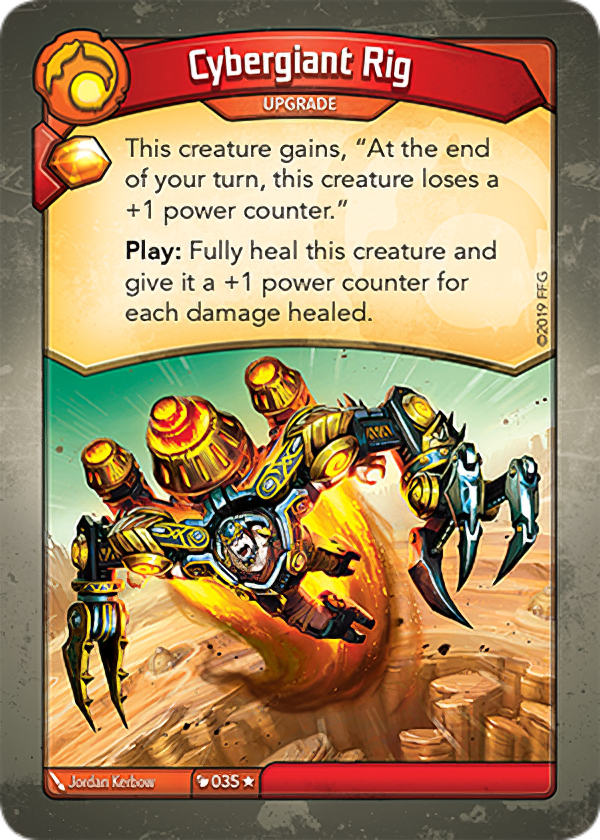 Cybergiant Rig
UPGRADE
This creature gains, “At the end
of your turn, this creature loses a
+1 power counter.”
Play: Fully heal this creature and
give it a +1 power counter for
each damage healed.
©2019 FFG
Jordan Kerbow
035